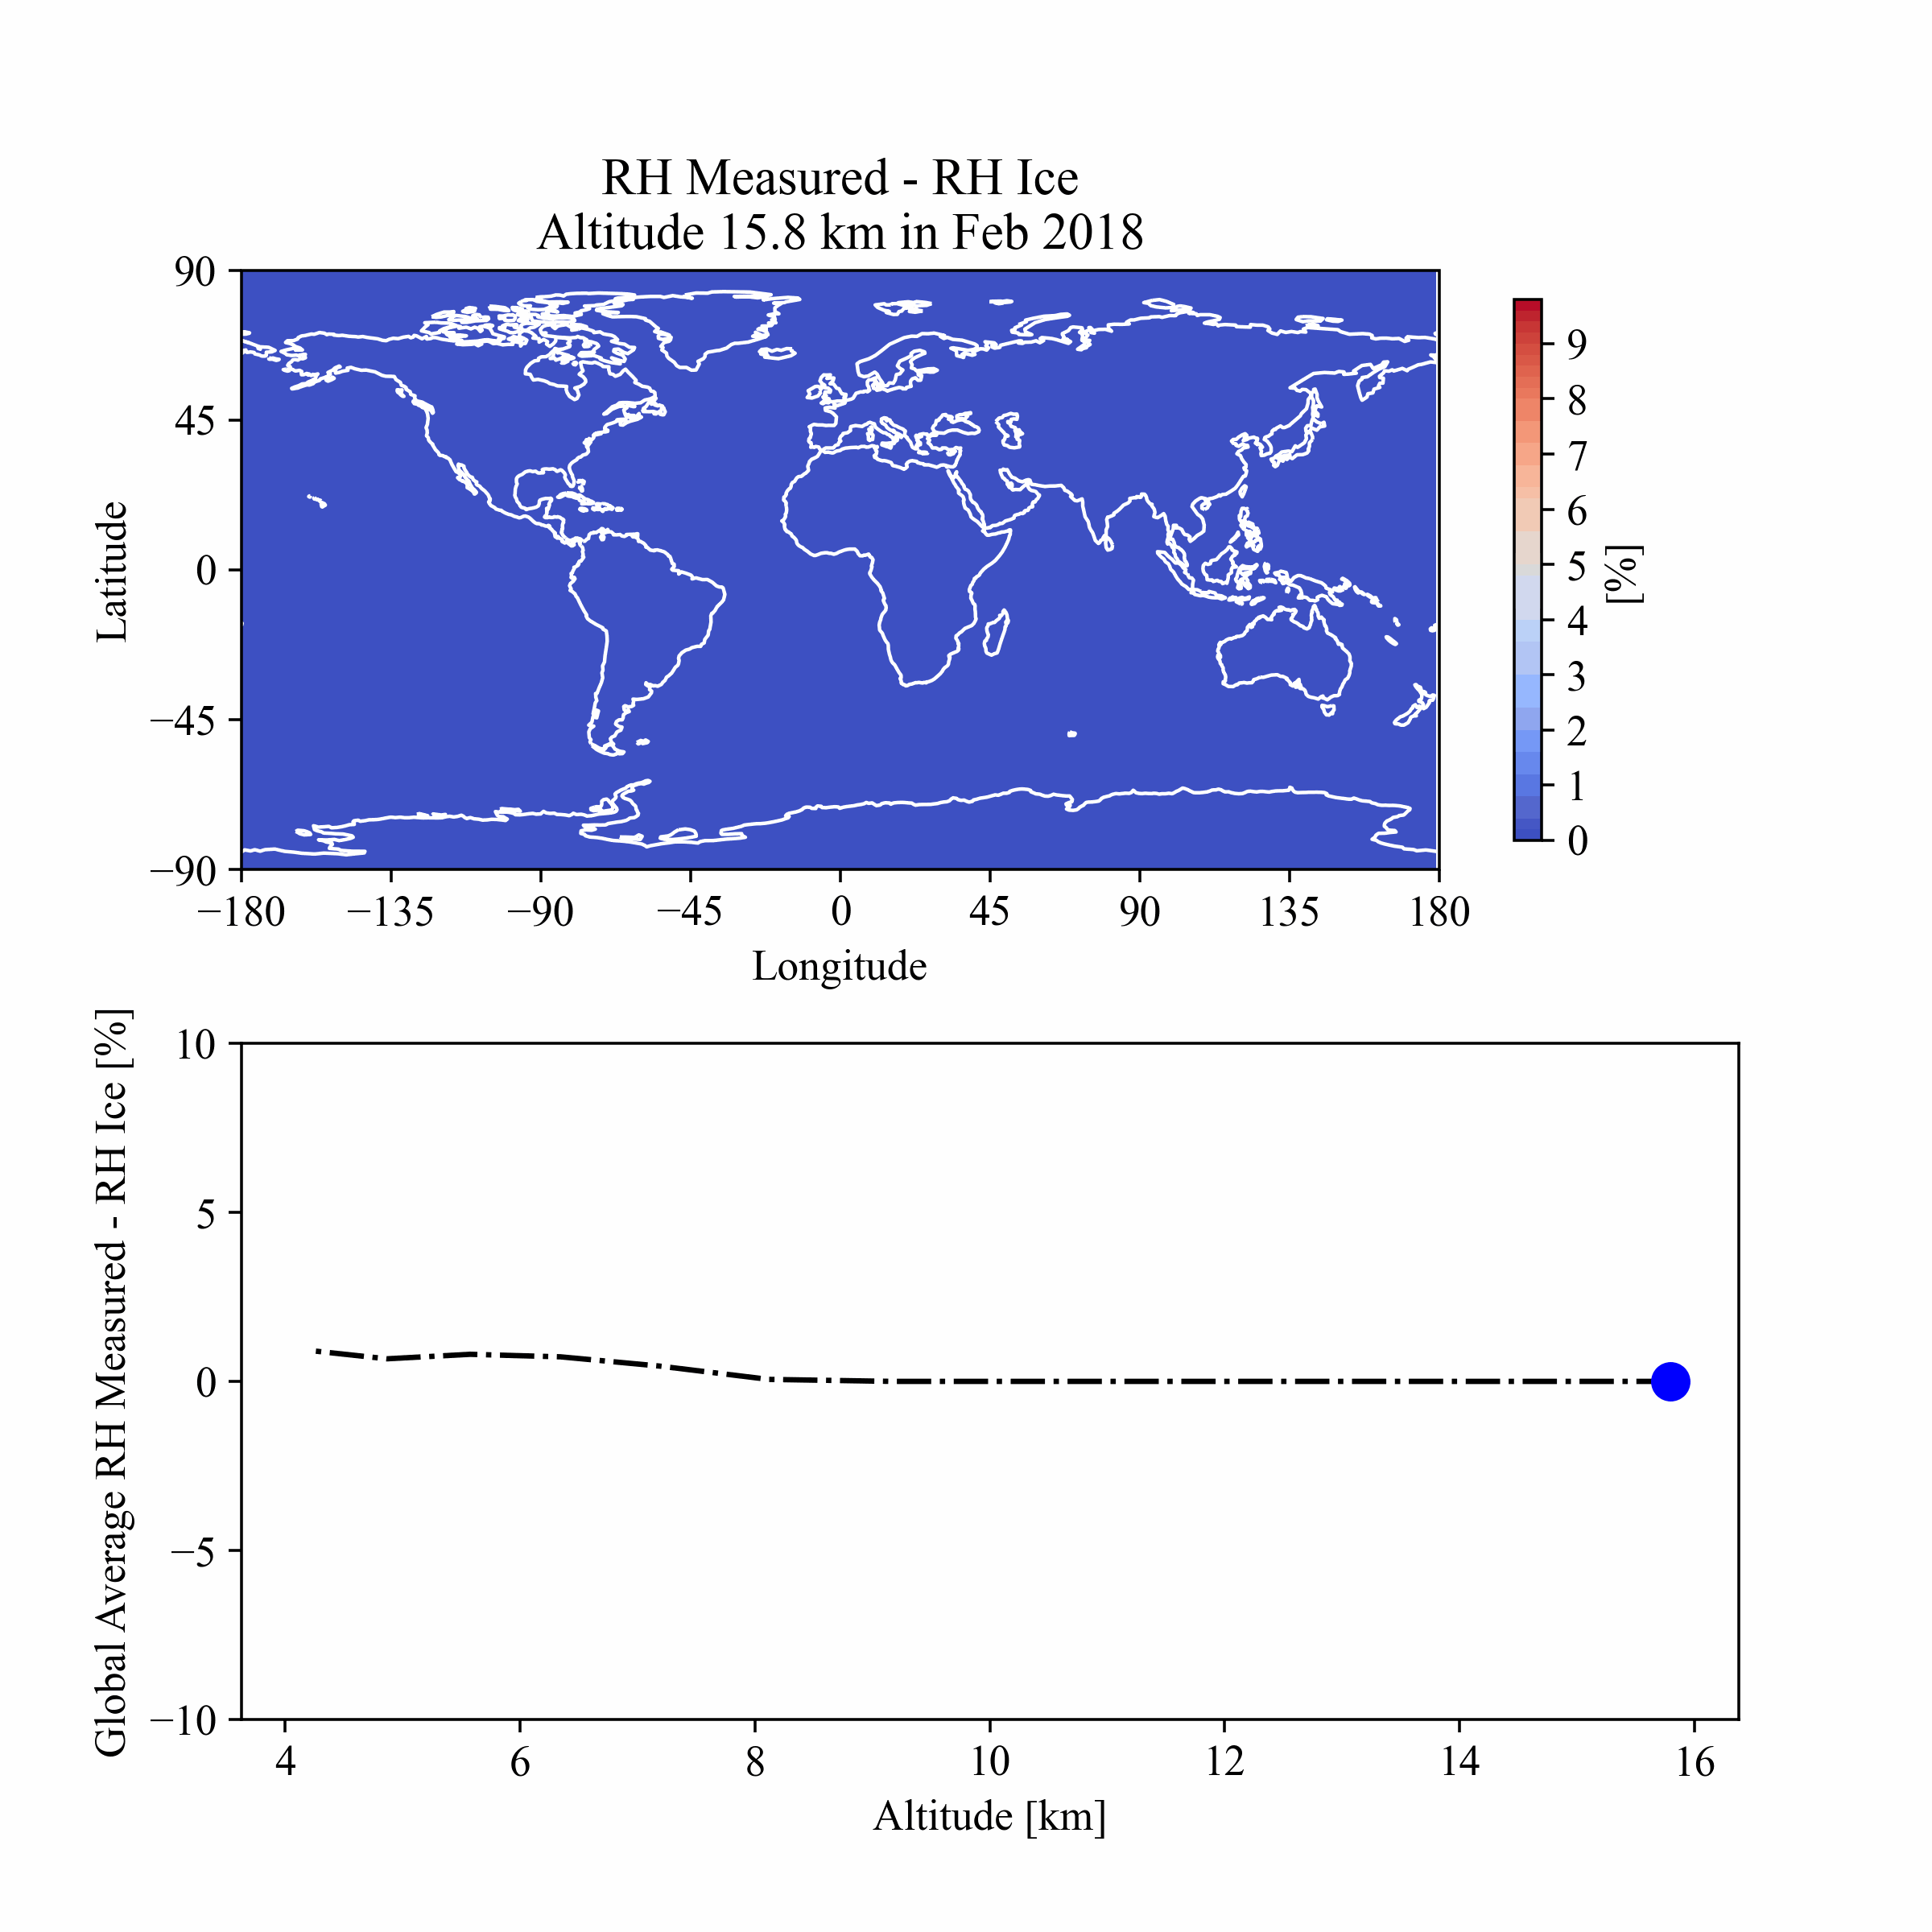 RH Measured - RH Ice
Altitude 15.8 km in Feb 2018
90
45
0
−45
−90
Latitude
−180 −135 −90 −45 0 45 90 135 180
Longitude
9
8
7
6
5
4
3
2
1
0
[%]
10
5
0
−5
−10
Global Average RH Measured - RH Ice [%]
4 6 8 10 12 14 16
Altitude [km]